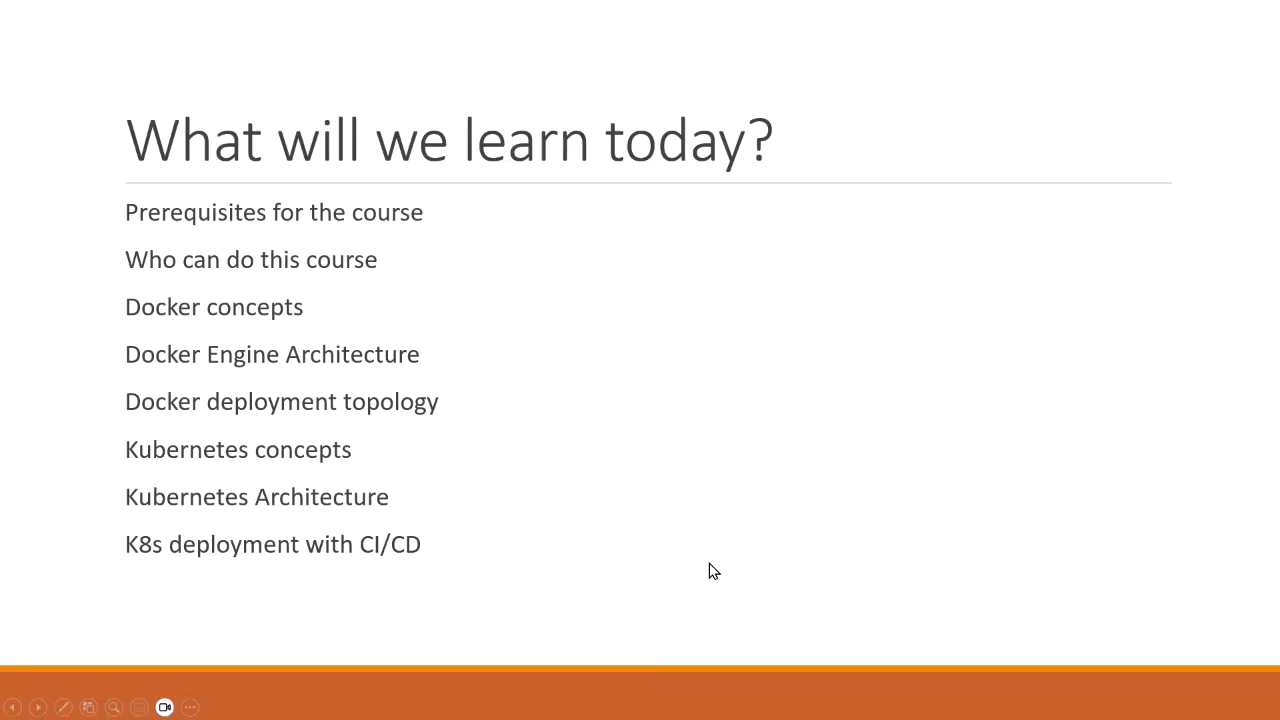 What will we learn today?
Prerequisites for the course
Who can do this course
Docker concepts
Docker Engine Architecture
Docker deployment topology
Kubernetes concepts
Kubernetes Architecture
K8s deployment with CI/CD